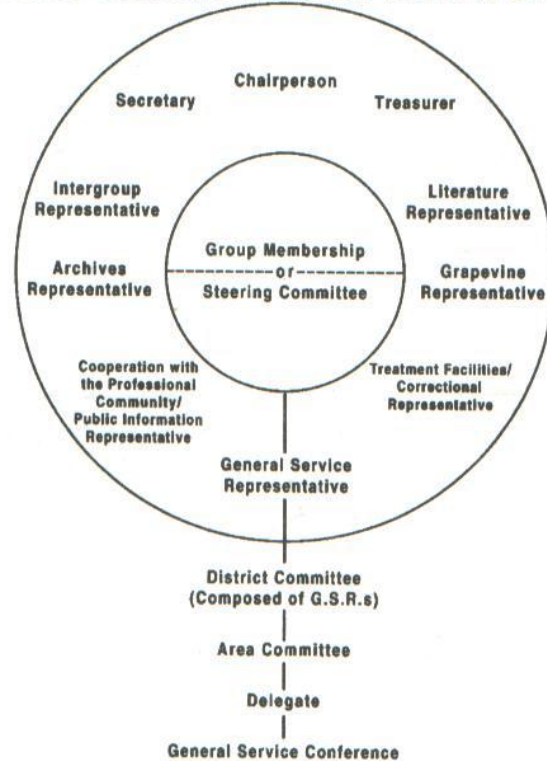 Chairperson
Secretary
Treasurer
Intergroup
Representative
Literature
Representative
Group Membership
or
Steering Committee
Archives
Representative
Grapevine
Representative
Cooperation with
the Professional
Community/
Public Information
Representative
Treatment Facilities/
Correctional
Representative
General Service
Representative
District Committee
(Composed of G.S.R.s)
Area Committee
Delegate
General Service Conference